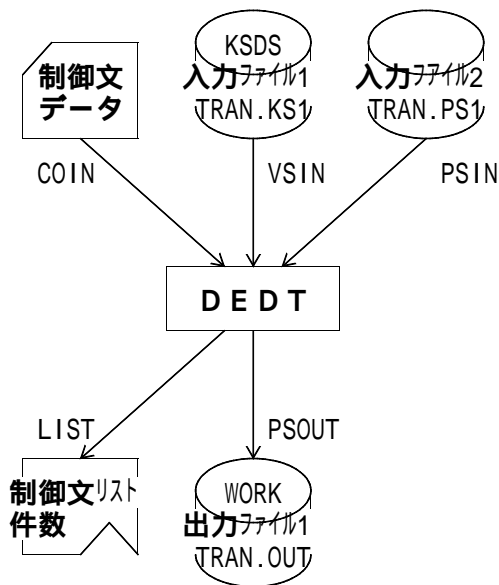 制御文
データ
KSDS
入力ファイル1
TRAN.KS1
入力ファイル2
TRAN.PS1
COIN
VSIN
PSIN
DEDT
LIST
PSOUT
制御文リスト
件数
WORK
出力ファイル1
TRAN.OUT